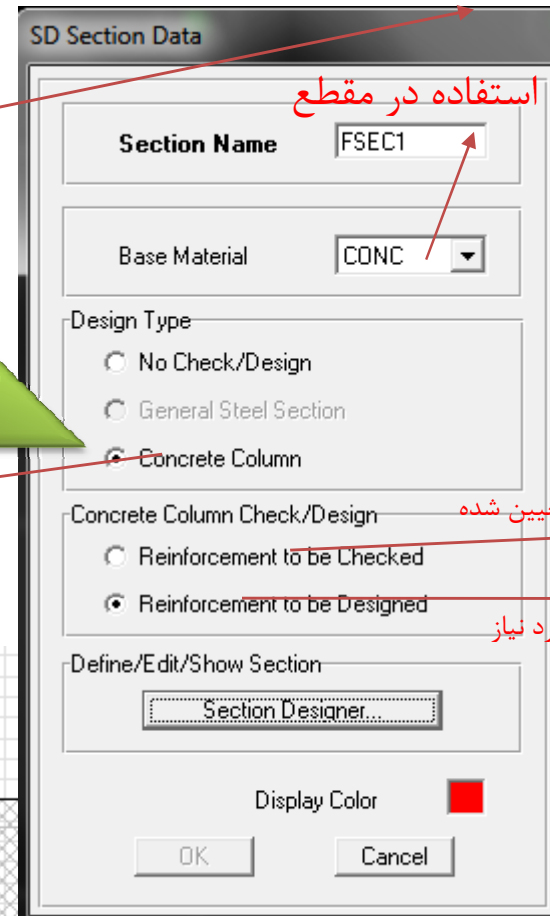 SD Section Data
استفاده در مقطع
Section Name FSEC1
Base Material CONC
Design Type
No Check/Design
General Steel Section
Concrete Column
شده
Concrete Column Check/Design
Reinforcement to be Checked
Reinforcement to be Designed
نیاز
Define/Edit/Show Section
Section Designer...
Display Color
OK Cancel